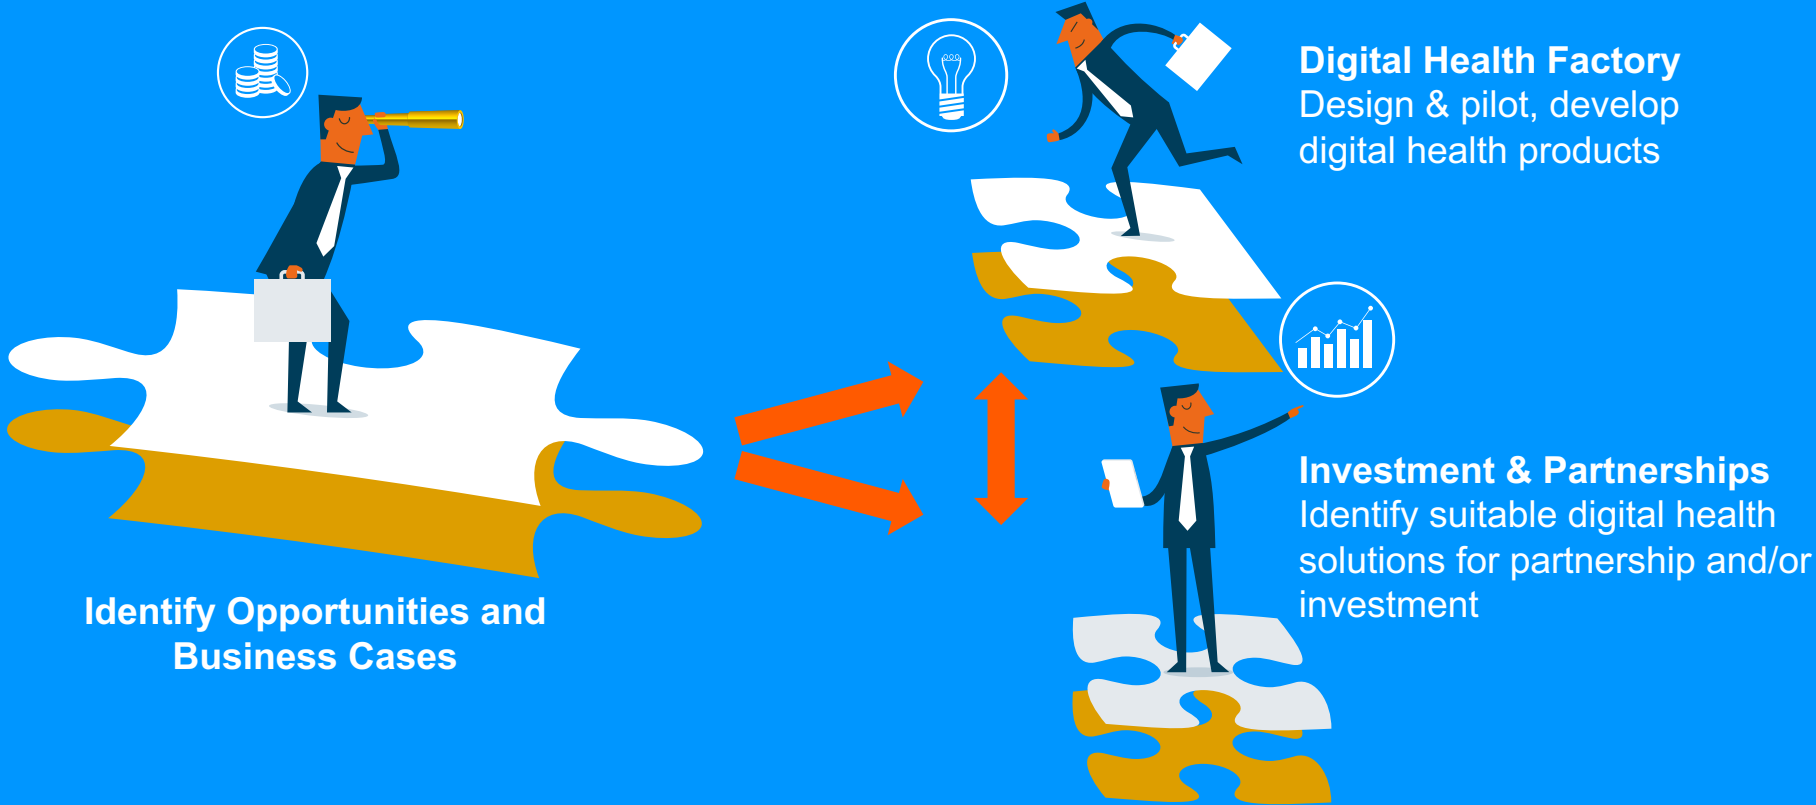 Identify Opportunities and
Business Cases
Digital Health Factory
Design & pilot, develop
digital health products
Investment & Partnerships
Identify suitable digital health
solutions for partnership and/or
investment